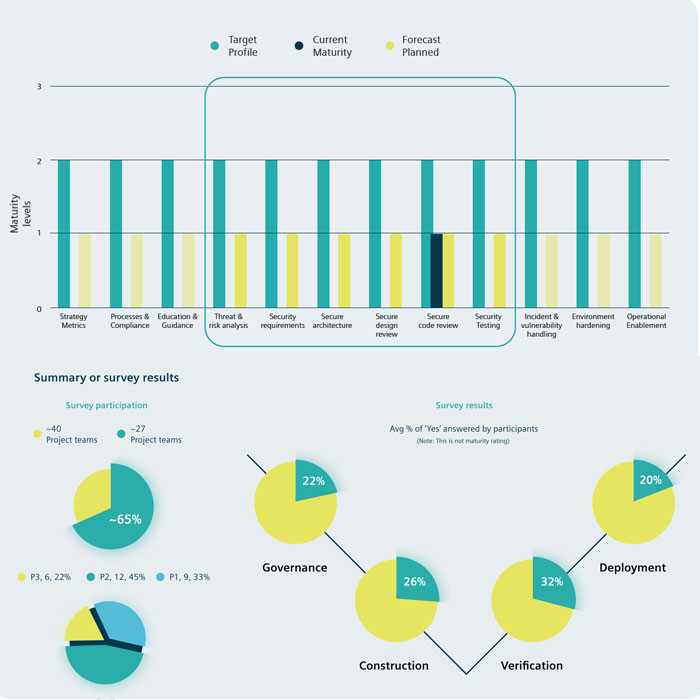 Target
Profile
Current
Maturity
Forecast
Planned
Maturity
levels
3
2
1
0
Strategy
Metrics
Processes &
Compliance
Education &
Guidance
Threat &
risk analysis
Security
requirements
Secure
architecture
Secure
design
review
Secure
code review
Security
Testing
Incident &
vulnerability
handling
Environment
hardening
Operational
Enablement
Summary or survey results
Survey participation
~40
Project teams
~27
Project teams
~65%
P3, 6, 22%
P2, 12, 45%
P1, 9, 33%
Survey results
Avg % of 'Yes' answered by participants
(Note: This is not maturity rating)
22%
Governance
26%
Construction
32%
Verification
20%
Deployment